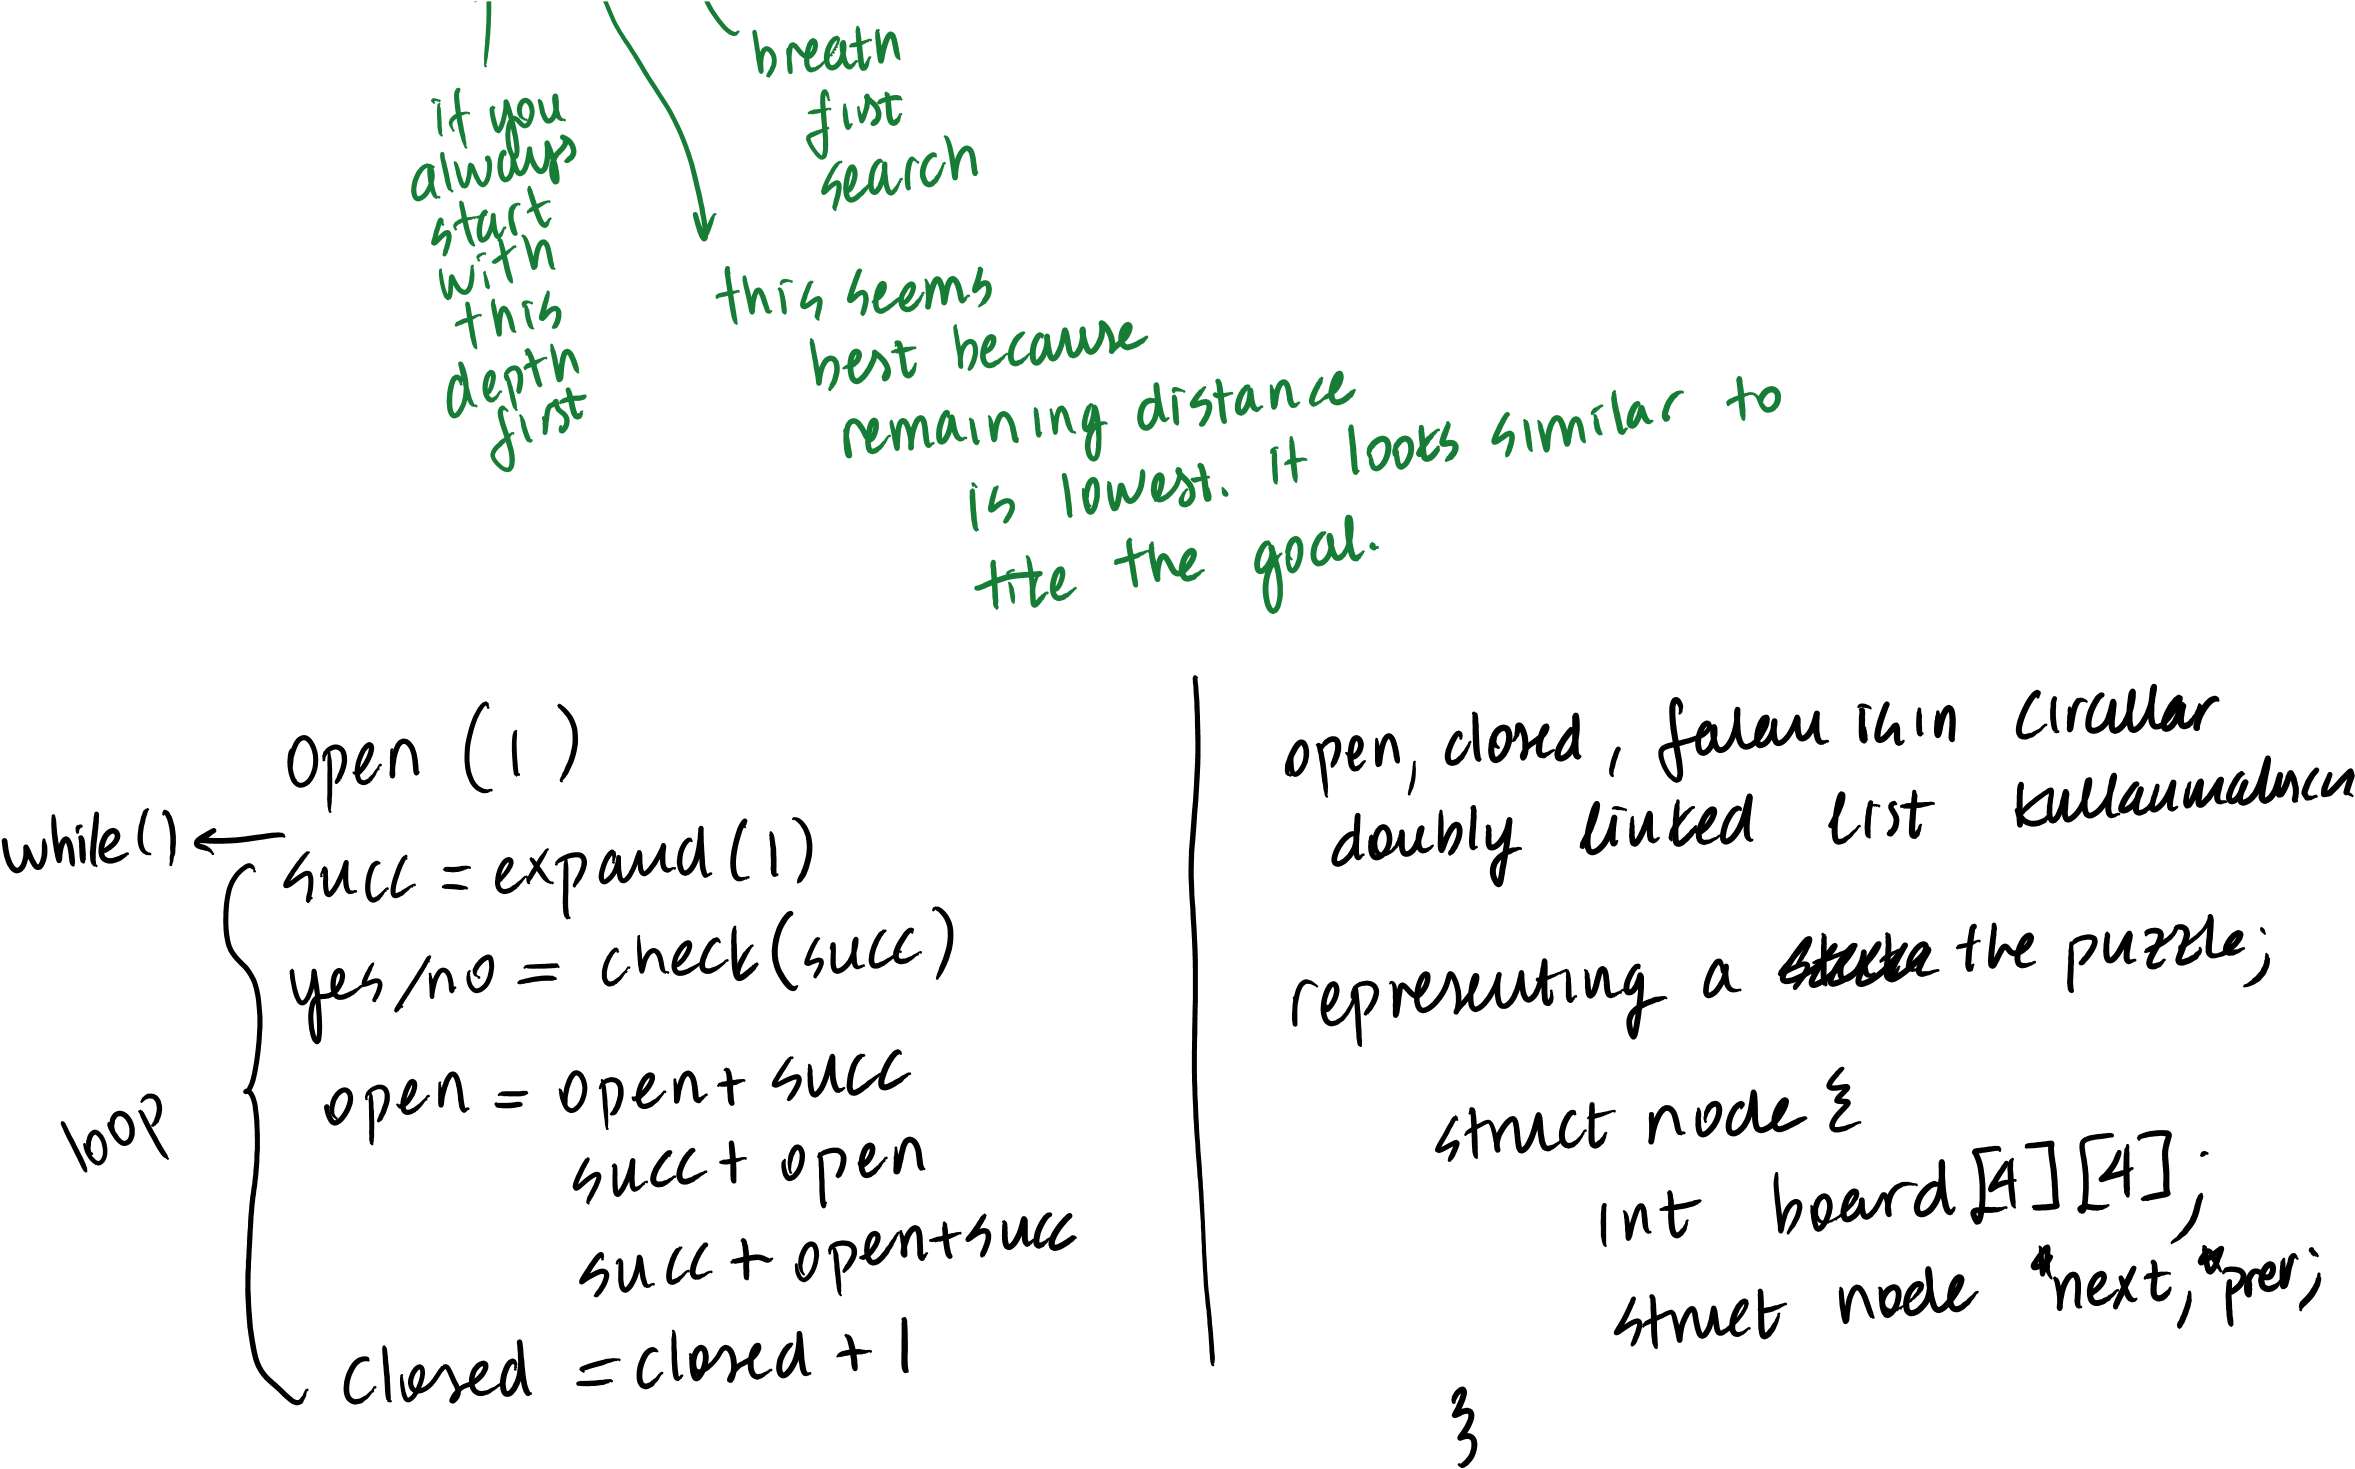 breath
first
search
if you
always
start
with
this
depth
first
this seems
best because
remaining distance
is lowest. it looks similar to
the goal.
open (1)
while()
succ = expand(1)
yes/no = check(succ)
open = open + succ
succ + open
succ + open + succ
closed = closed + 1
loop
open, closed, falan için circular
doubly linked list kullanmalısın
representing a the puzzle;
struct node {
int board[4][4];
struct node *next, *prev;
}